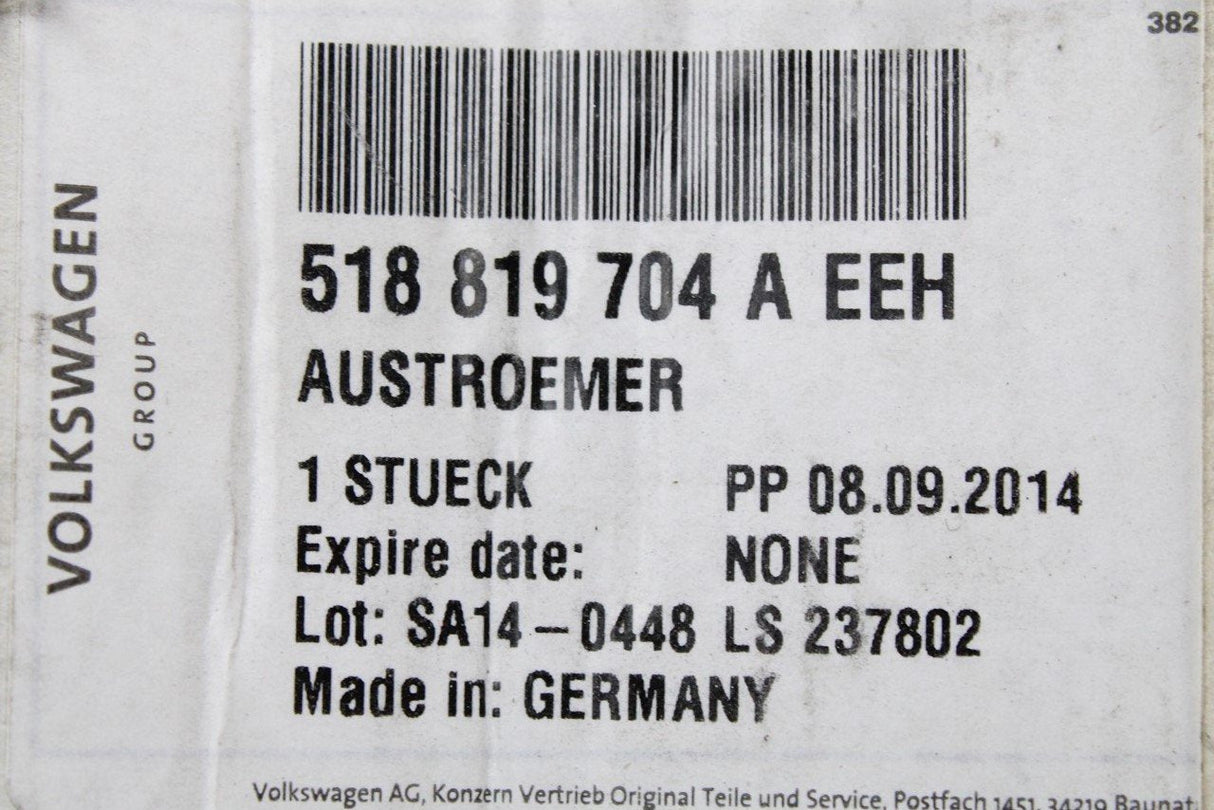 382
VOLKSWAGEN
GROUP
518 819 704 A EEH
AUSTROEMER
1 STUECK PP 08.09.2014
Expire date: NONE
Lot: SA14-0448 LS 237802
Made in: GERMANY
Volkswagen AG, Konzern Vertrieb Original Teile und Service, Postfach 1451, 34219 Baunat